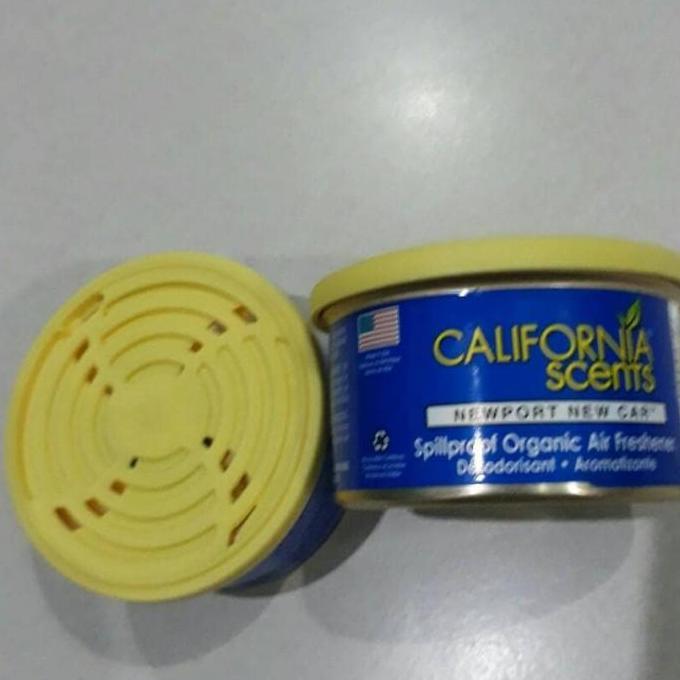 CALIFORNIA
scents
NEWPORT NEW CAR
Spillproof Organic Air Freshener
Désodorisant • Aromatizante